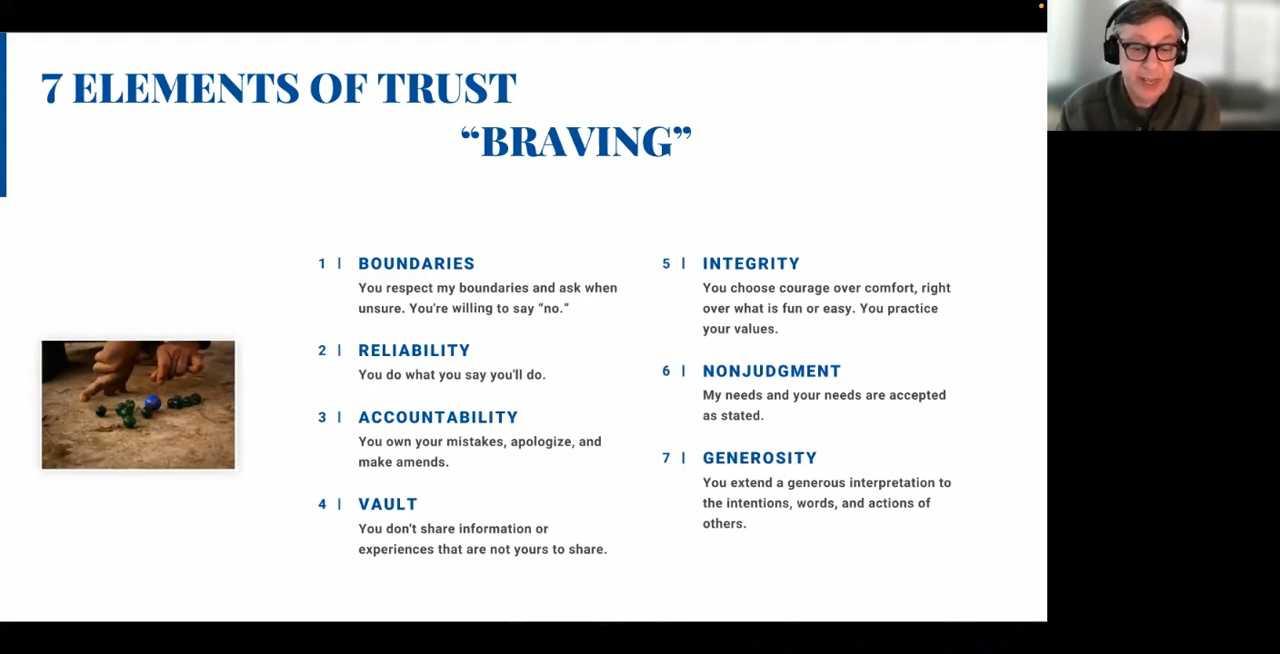 7 ELEMENTS OF TRUST
“BRAVING”
1 | BOUNDARIES
You respect my boundaries and ask when
unsure. You're willing to say “no.”
2 | RELIABILITY
You do what you say you'll do.
3 | ACCOUNTABILITY
You own your mistakes, apologize, and
make amends.
4 | VAULT
You don't share information or
experiences that are not yours to share.
5 | INTEGRITY
You choose courage over comfort, right
over what is fun or easy. You practice
your values.
6 | NONJUDGMENT
My needs and your needs are accepted
as stated.
7 | GENEROSITY
You extend a generous interpretation to
the intentions, words, and actions of
others.